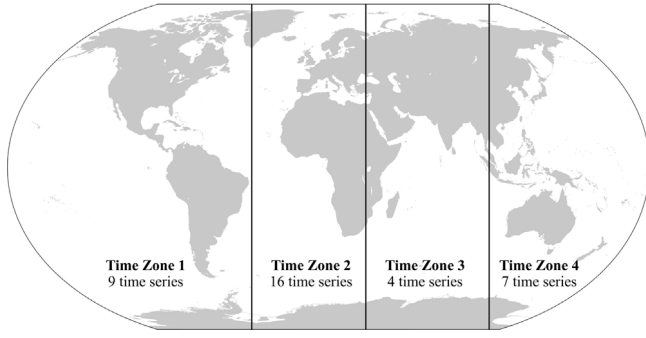 Time Zone 1
9 time series
Time Zone 2
16 time series
Time Zone 3
4 time series
Time Zone 4
7 time series